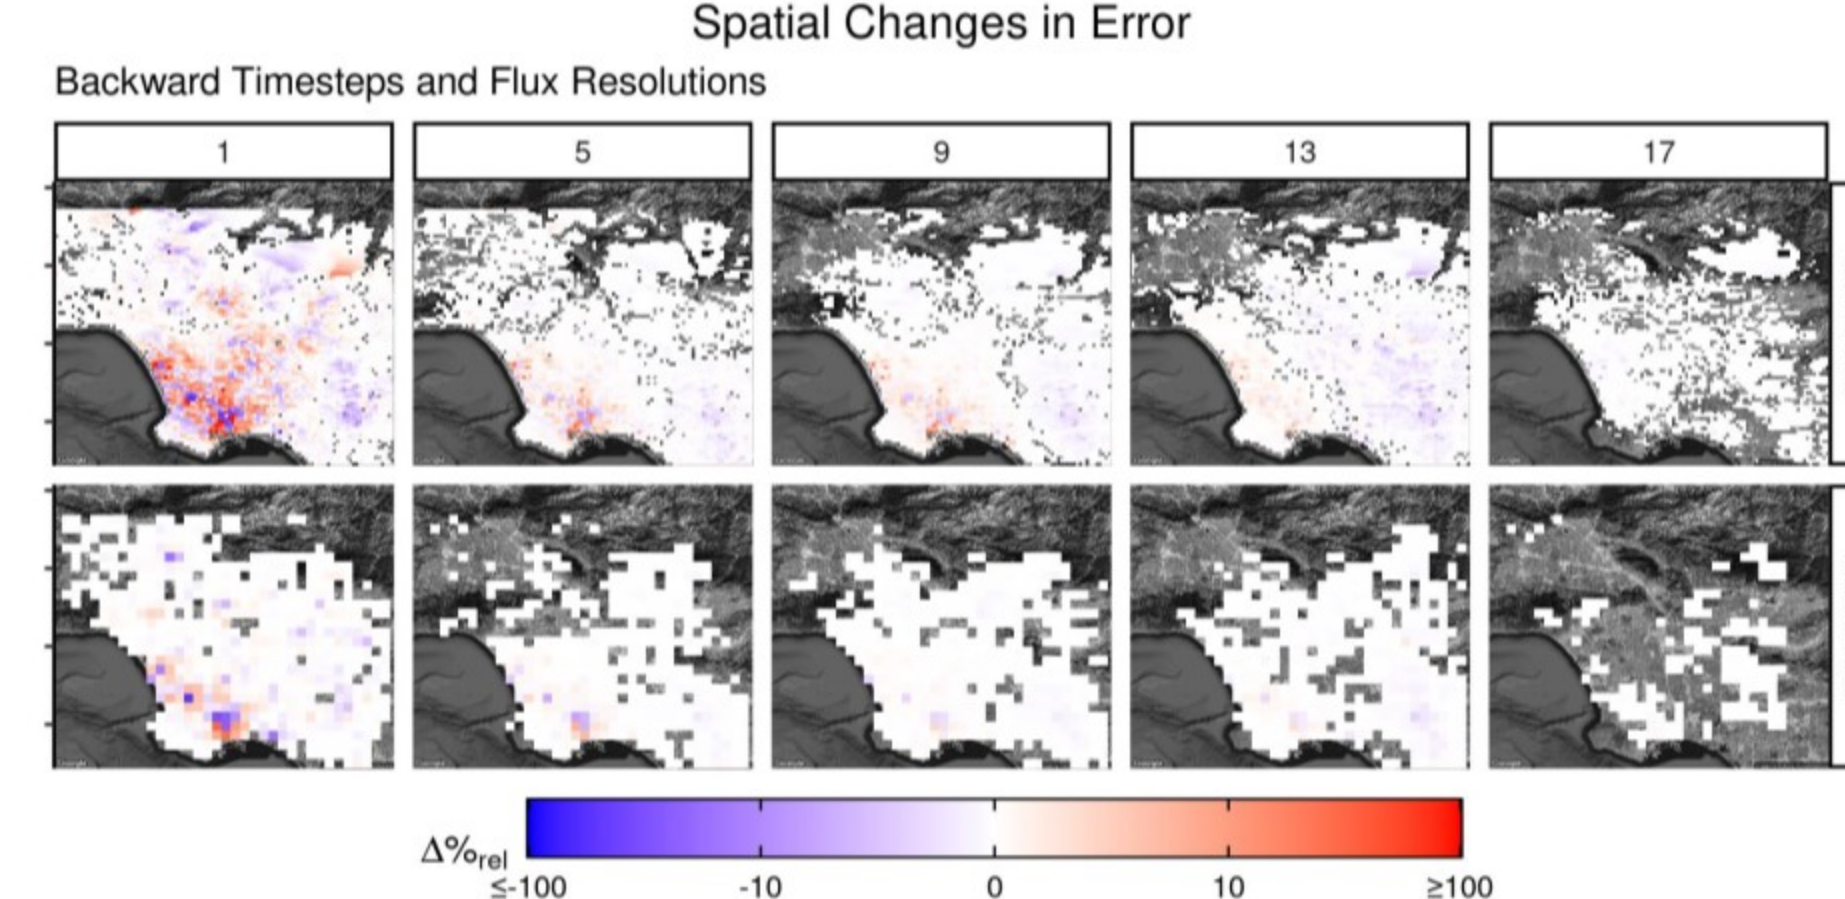 Spatial Changes in Error
Backward Timesteps and Flux Resolutions
1 5 9 13 17
Δ%rel
≤-100 -10 0 10 ≥100